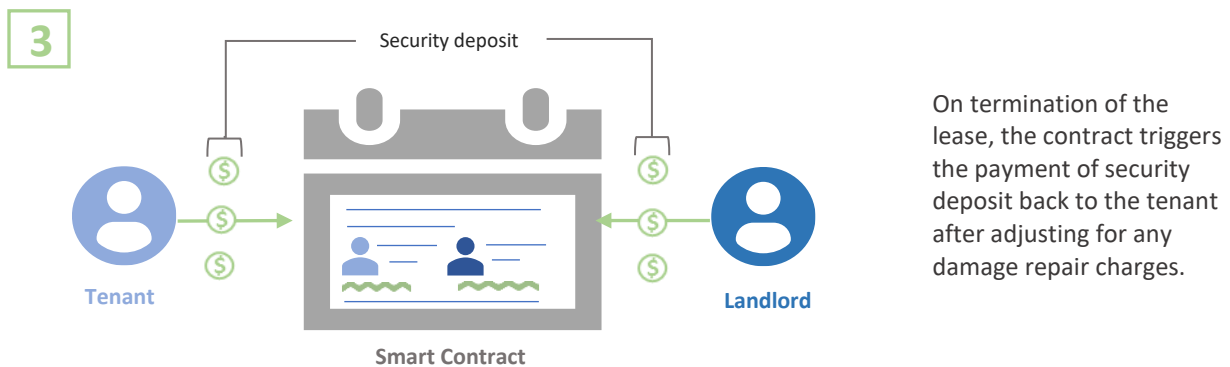 3
Security deposit
$ $
$ $
$ $
Tenant
Landlord
Smart Contract
On termination of the
lease, the contract triggers
the payment of security
deposit back to the tenant
after adjusting for any
damage repair charges.